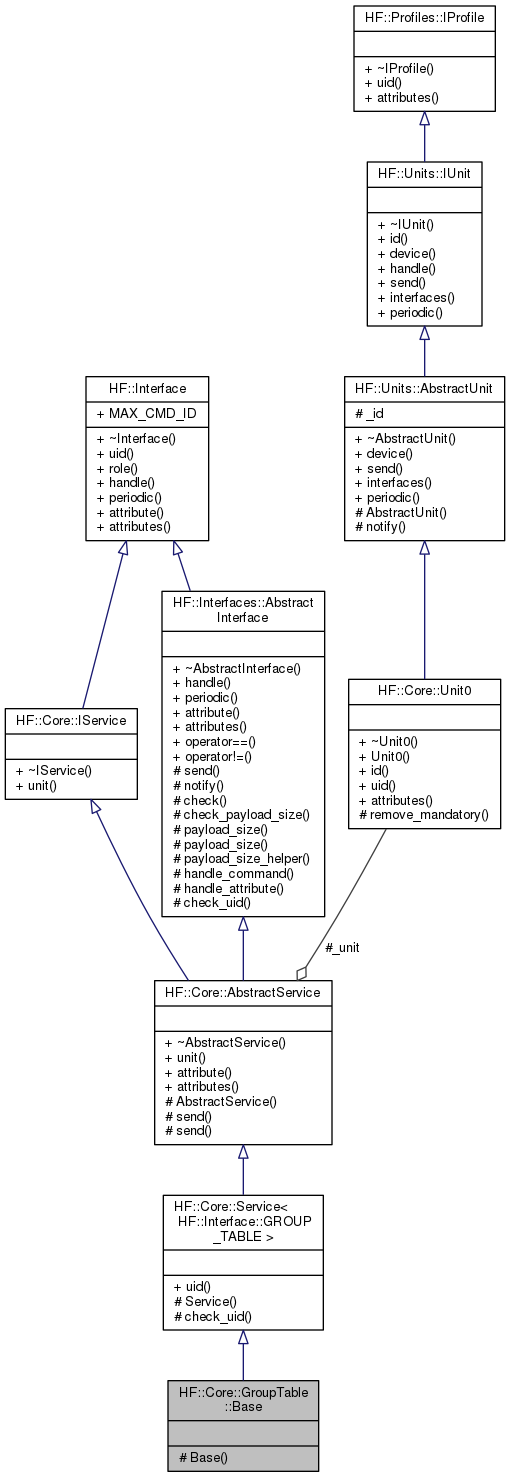 HF::Profiles::IProfile
+ ~IProfile()
+ uid()
+ attributes()
HF::Units::IUnit
+ ~IUnit()
+ id()
+ device()
+ handle()
+ send()
+ interfaces()
+ periodic()
HF::Interface
+ MAX_CMD_ID
+ ~Interface()
+ uid()
+ role()
+ handle()
+ periodic()
+ attribute()
+ attributes()
HF::Units::AbstractUnit
# _id
+ ~AbstractUnit()
+ device()
+ send()
+ interfaces()
+ periodic()
# AbstractUnit()
# notify()
HF::Interfaces::Abstract
Interface
+ ~AbstractInterface()
+ handle()
+ periodic()
+ attribute()
+ attributes()
+ operator==()
+ operator!=()
# send()
# notify()
# check()
# check_payload_size()
# payload_size()
# payload_size()
# payload_size_helper()
# handle_command()
# handle_attribute()
# check_uid()
HF::Core::IService
+ ~IService()
+ unit()
HF::Core::Unit0
+ ~Unit0()
+ Unit0()
+ id()
+ uid()
+ attributes()
# remove_mandatory()
#_unit
HF::Core::AbstractService
+ ~AbstractService()
+ unit()
+ attribute()
+ attributes()
# AbstractService()
# send()
# send()
HF::Core::Service<
HF::Interface::GROUP
_TABLE >
+ uid()
# Service()
# check_uid()
HF::Core::GroupTable
::Base
# Base()